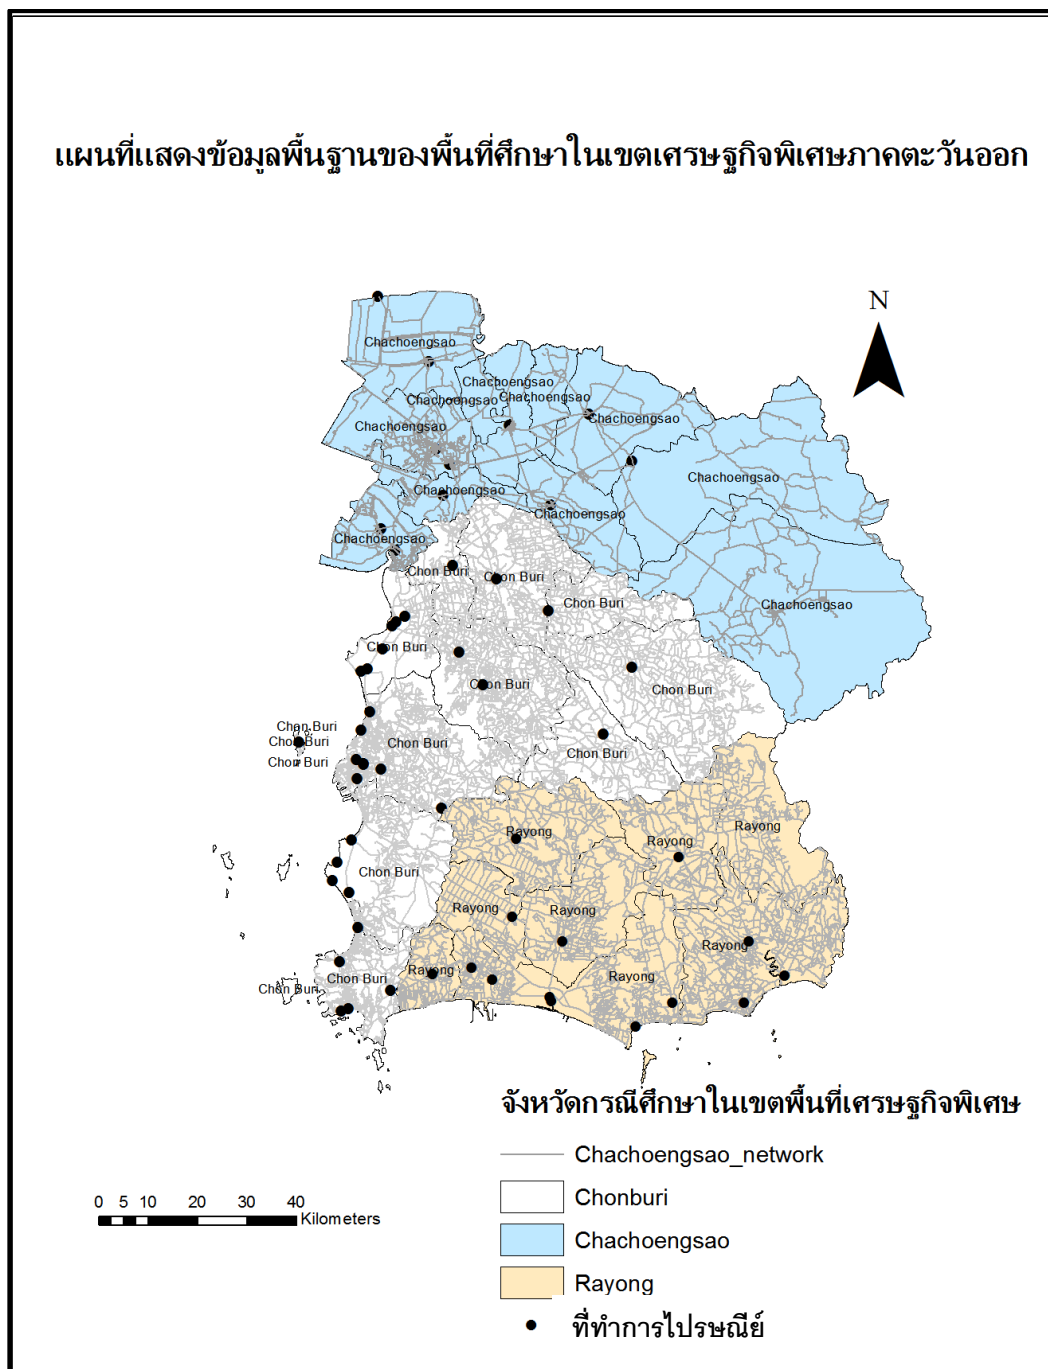 แผนที่แสดงข้อมูลพื้นฐานของพื้นที่ศึกษาในเขตเศรษฐกิจพิเศษภาคตะวันออก
N
Chachoengsao
Chachoengsao
Chachoengsao
Chachoengsao
Chachoengsao
Chachoengsao
Chachoengsao
Chachoengsao
Chachoengsao
Chachoengsao
Chon Buri
Chon Buri
Chon Buri
Chachoengsao
Chon Buri
Chon Buri
Chon Buri
Chon Buri
Chon Buri
Chon Buri
Chon Buri
Chon Buri
Rayong
Rayong
Rayong
Chon Buri
Rayong
Rayong
Rayong
Rayong
Rayong
Chon Buri
Chon Buri
จังหวัดกรณีศึกษาในเขตพื้นที่เศรษฐกิจพิเศษ
Chachoengsao_network
Chonburi
Chachoengsao
Rayong
ที่ทำการไปรษณีย์
0 5 10 20 30 40
Kilometers